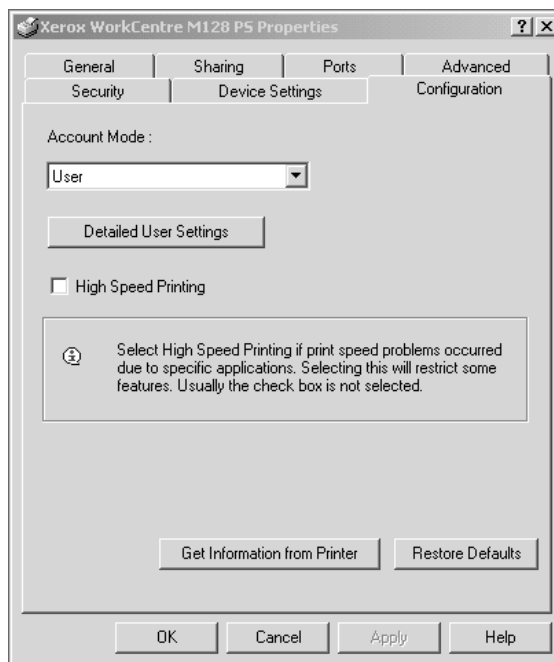 Xerox WorkCentre M128 PS Properties
General Sharing Ports Advanced
Security Device Settings Configuration
Account Mode :
User
Detailed User Settings
High Speed Printing
Select High Speed Printing if print speed problems occurred
due to specific applications. Selecting this will restrict some
features. Usually the check box is not selected.
Get Information from Printer Restore Defaults
OK Cancel Apply Help